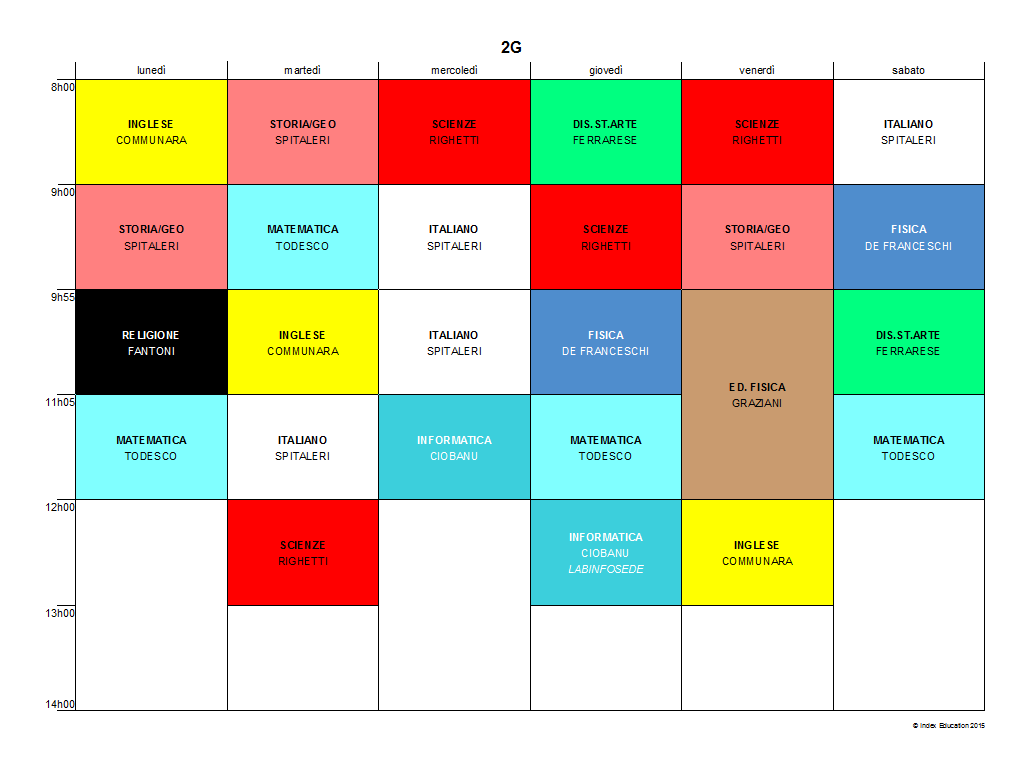 2G
lunedì martedì mercoledì giovedì venerdì sabato
8h00
INGLESE STORIA/GEO SCIENZE DIS. ST.ARTE SCIENZE ITALIANO
COMMUNARA SPITALERI RIGHETTI FERRARESE RIGHETTI SPITALERI
9h00
STORIA/GEO MATEMATICA ITALIANO SCIENZE STORIA/GEO FISICA
SPITALERI TODESCO SPITALERI RIGHETTI SPITALERI DE FRANCESCHI
9h55
RELIGIONE INGLESE ITALIANO FISICA DIS.ST.ARTE
FANTONI COMMUNARA SPITALERI DE FRANCESCHI FERRARESE
ED. FISICA
GRAZIANI
11h05
MATEMATICA ITALIANO INFORMATICA MATEMATICA MATEMATICA
TODESCO SPITALERI CIOBANU TODESCO TODESCO
12h00
SCIENZE INFORMATICA INGLESE
RIGHETTI CIOBANU COMMUNARA
LABINFOSEDE
13h00
14h00
© Index Education 2015